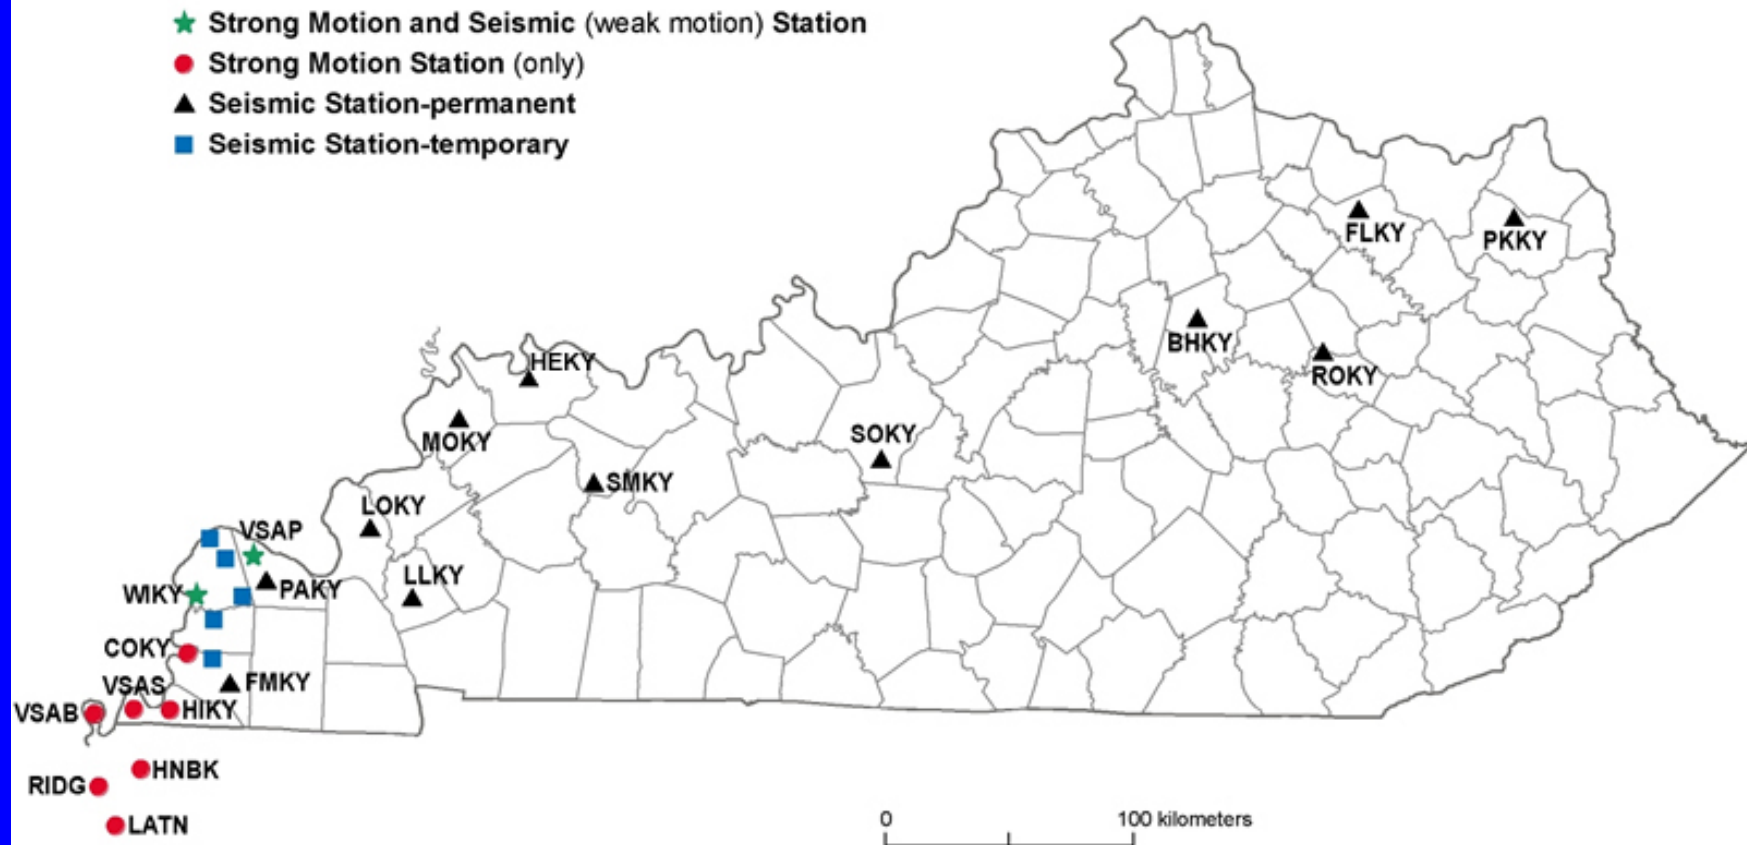 Strong Motion and Seismic (weak motion) Station
Strong Motion Station (only)
Seismic Station-permanent
Seismic Station-temporary
FLKY
PKKY
BHKY
HEKY
ROKY
MOKY
SOKY
SMKY
LOKY
VSAP
LLKY
PAKY
WIKY
COKY
FMKY
VSAS
VSAB
HIKY
HNBK
RIDG
LATN
0 100 kilometers